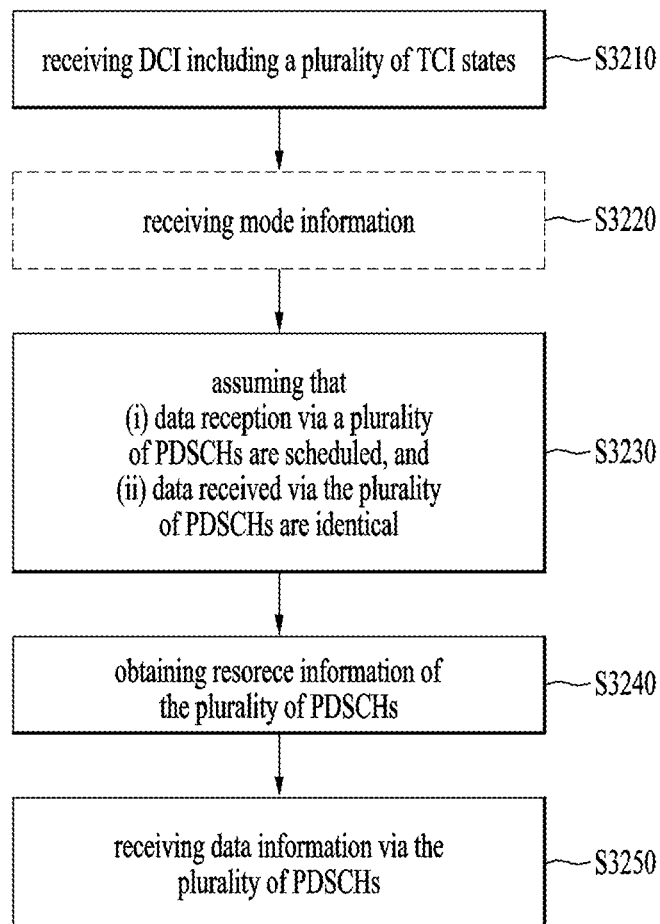 receiving DCI including a plurality of TCI states
S3210
receiving mode information
S3220
assuming that
(i) data reception via a plurality
of PDSCHs are scheduled, and
(ii) data received via the plurality
of PDSCHs are identical
S3230
obtaining resorece information of
the plurality of PDSCHs
S3240
receiving data information via the
plurality of PDSCHs
S3250